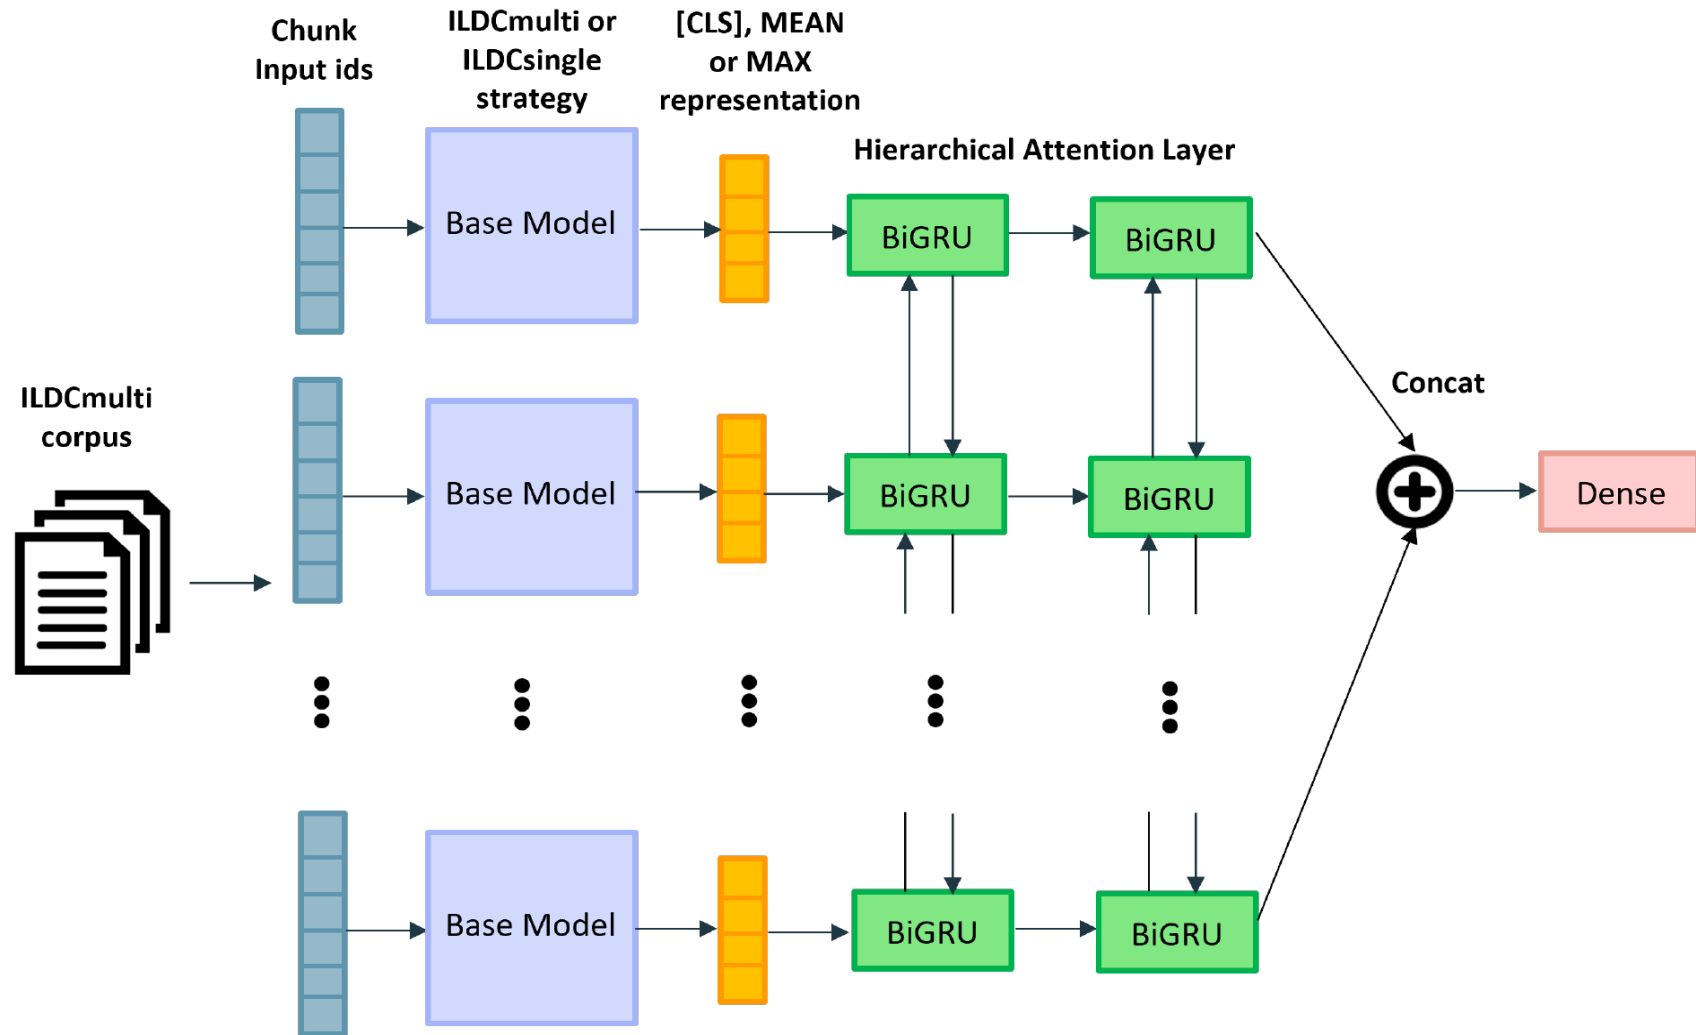 Chunk
Input ids
ILDCmulti or
ILDCsingle
strategy
[CLS], MEAN
or MAX
representation
Hierarchical Attention Layer
Base Model
BiGRU
BiGRU
ILDCmulti
corpus
Concat
Base Model
BiGRU
BiGRU
Dense
Base Model
BiGRU
BiGRU